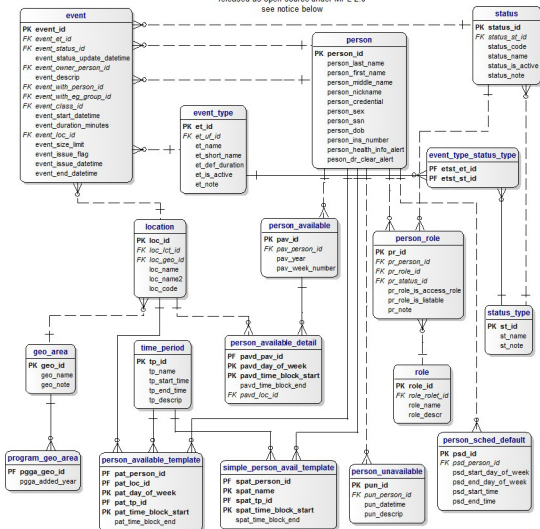 released as open source under MPL 2.0
see notice below
event
PK event_id
FK event_et_id
FK event_status_id
event_status_update_datetime
FK event_owner_person_id
event_descrip
FK event_with_person_id
FK event_with_eg_group_id
FK event_class_id
event_start_datetime
event_duration_minutes
FK event_loc_id
event_size_limit
event_issue_flag
event_issue_datetime
event_end_datetime
person
PK person_id
person_last_name
person_first_name
person_middle_name
person_nickname
person_credential
person_sex
person_ssn
person_dob
person_ins_number
person_health_info_alert
peson_dr_clear_alert
status
PK status_id
FK status_st_id
status_code
status_name
status_is_active
status_note
event_type
PK et_id
FK et_uf_id
et_name
et_short_name
et_def_duration
et_is_active
et_note
event_type_status_type
PF etst_et_id
PF etst_st_id
location
PK loc_id
FK loc_lct_id
FK loc_geo_id
loc_name
loc_name2
loc_code
person_available
PK pav_id
FK pav_person_id
pav_year
pav_week_number
person_role
PK pr_id
FK pr_person_id
FK pr_role_id
FK pr_status_id
pr_role_is_access_role
pr_role_is_listable
pr_note
status_type
PK st_id
st_name
st_note
geo_area
PK geo_id
geo_name
geo_note
time_period
PK tp_id
tp_name
tp_start_time
tp_end_time
tp_descrip
person_available_detail
PF pavd_pav_id
PK pavd_day_of_week
PK pavd_time_block_start
pavd_time_block_end
FK pavd_loc_id
role
PK role_id
FK role_rolet_id
role_name
role_descr
program_geo_area
PF pgga_geo_id
pgga_added_year
person_available_template
PF pat_person_id
PF pat_loc_id
PK pat_day_of_week
PF pat_tp_id
PK pat_time_block_start
pat_time_block_end
simple_person_avail_template
PF spat_person_id
PK spat_name
PF spat_tp_id
PK spat_time_block_start
spat_time_block_end
person_unavailable
PK pun_id
FK pun_person_id
pun_datetime
pun_descrip
person_sched_default
PK psd_id
FK psd_person_id
psd_start_day_of_week
psd_end_day_of_week
psd_start_time
psd_end_time